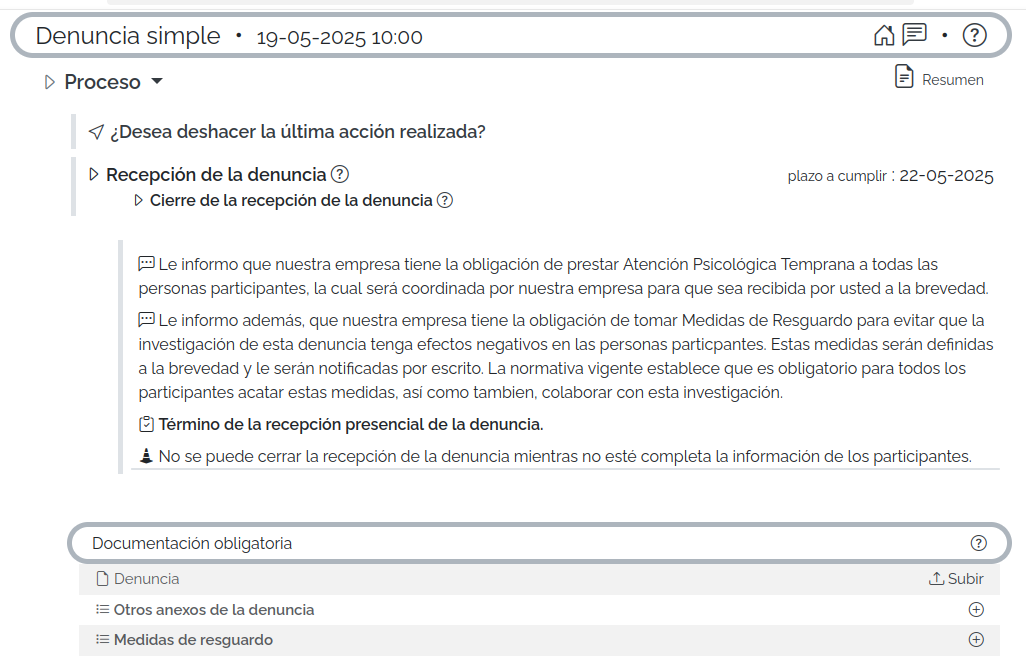 Denuncia simple • 19-05-2025 10:00
Proceso
Resumen
¿Desea deshacer la última acción realizada?
Recepción de la denuncia ?
plazo a cumplir : 22-05-2025
Cierre de la recepción de la denuncia ?
Le informo que nuestra empresa tiene la obligación de prestar Atención Psicológica Temprana a todas las
personas participantes, la cual será coordinada por nuestra empresa para que sea recibida por usted a la brevedad.
Le informo además, que nuestra empresa tiene la obligación de tomar Medidas de Resguardo para evitar que la
investigación de esta denuncia tenga efectos negativos en las personas particpantes. Estas medidas serán definidas
a la brevedad y le serán notificadas por escrito. La normativa vigente establece que es obligatorio para todos los
participantes acatar estas medidas, así como tambien, colaborar con esta investigación.
Término de la recepción presencial de la denuncia.
No se puede cerrar la recepción de la denuncia mientras no esté completa la información de los participantes.
Documentación obligatoria ?
Denuncia
Subir
Otros anexos de la denuncia
Medidas de resguardo